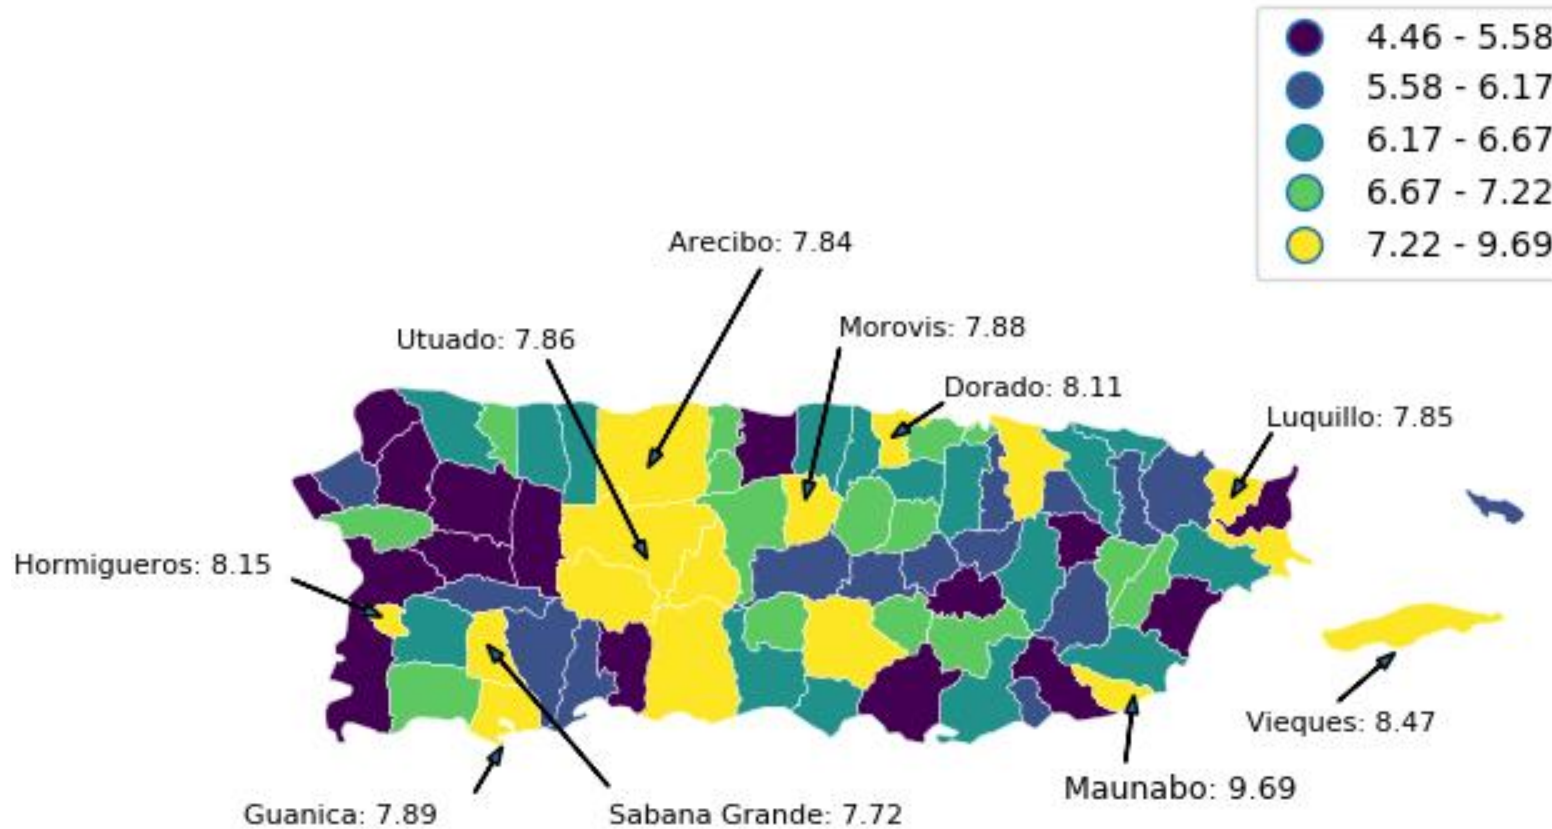 4.46 - 5.58
5.58 - 6.17
6.17 - 6.67
6.67 - 7.22
7.22 - 9.69
Arecibo: 7.84
Morovis: 7.88
Utuado: 7.86
Dorado: 8.11
Luquillo: 7.85
Hormigueros: 8.15
Vieques: 8.47
Maunabo: 9.69
Guanica: 7.89
Sabana Grande: 7.72